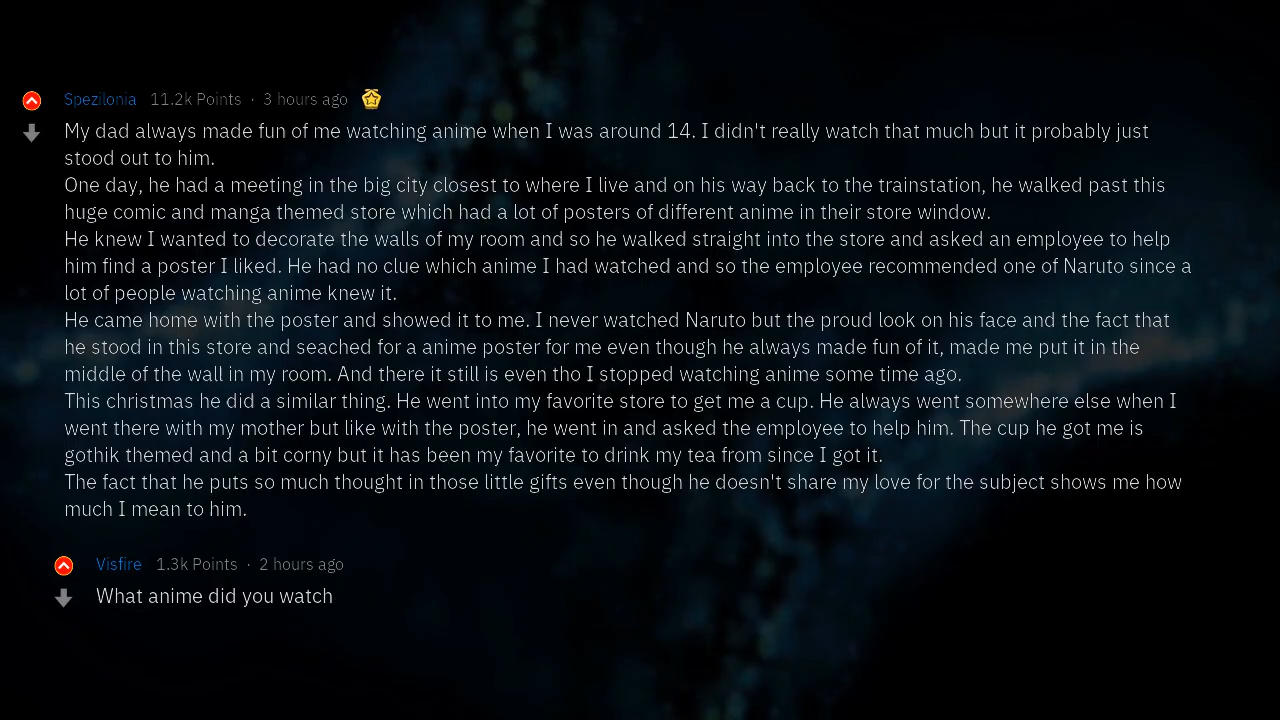 Spezilonia 11.2k Points · 3 hours ago
My dad always made fun of me watching anime when I was around 14. I didn't really watch that much but it probably just
stood out to him.
One day, he had a meeting in the big city closest to where I live and on his way back to the trainstation, he walked past this
huge comic and manga themed store which had a lot of posters of different anime in their store window.
He knew I wanted to decorate the walls of my room and so he walked straight into the store and asked an employee to help
him find a poster I liked. He had no clue which anime I had watched and so the employee recommended one of Naruto since a
lot of people watching anime knew it.
He came home with the poster and showed it to me. I never watched Naruto but the proud look on his face and the fact that
he stood in this store and seached for a anime poster for me even though he always made fun of it, made me put it in the
middle of the wall in my room. And there it still is even tho I stopped watching anime some time ago.
This christmas he did a similar thing. He went into my favorite store to get me a cup. He always went somewhere else when I
went there with my mother but like with the poster, he went in and asked the employee to help him. The cup he got me is
gothik themed and a bit corny but it has been my favorite to drink my tea from since I got it.
The fact that he puts so much thought in those little gifts even though he doesn't share my love for the subject shows me how
much I mean to him.
Visfire 1.3k Points · 2 hours ago
What anime did you watch